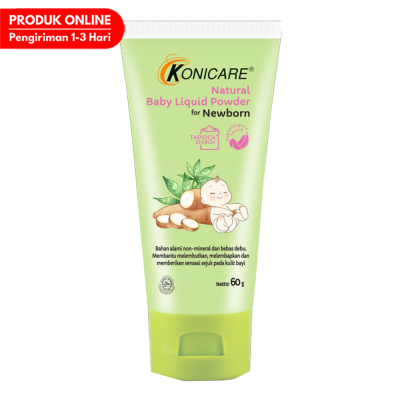 PRODUK ONLINE
Pengiriman 1-3 Hari
KONICARE®
Natural
Baby Liquid Powder
for Newborn
TAPIOCA
STARCH
Bahan alami non-mineral dan bebas debu.
Membantu melembutkan, melembapkan dan
memberikan sensasi sejuk pada kulit bayi
Netto: 60 g